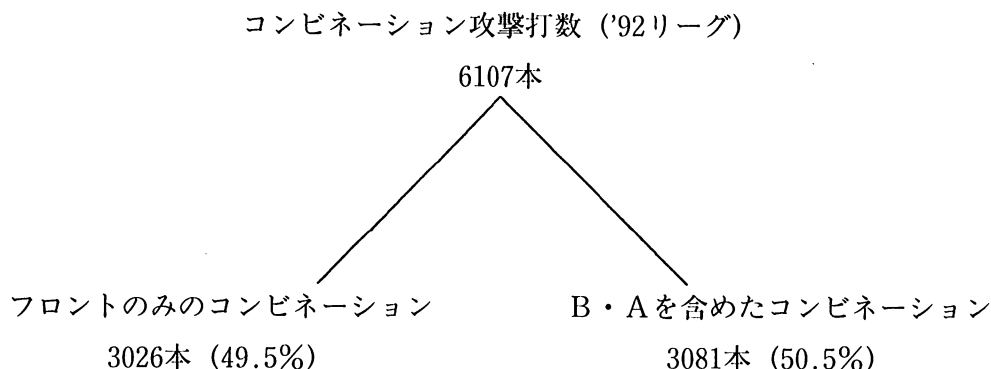 コンビネーション攻撃打数 ('92リーグ)
6107本
フロントのみのコンビネーション
3026本 (49.5%)
B・Aを含めたコンビネーション
3081本 (50.5%)